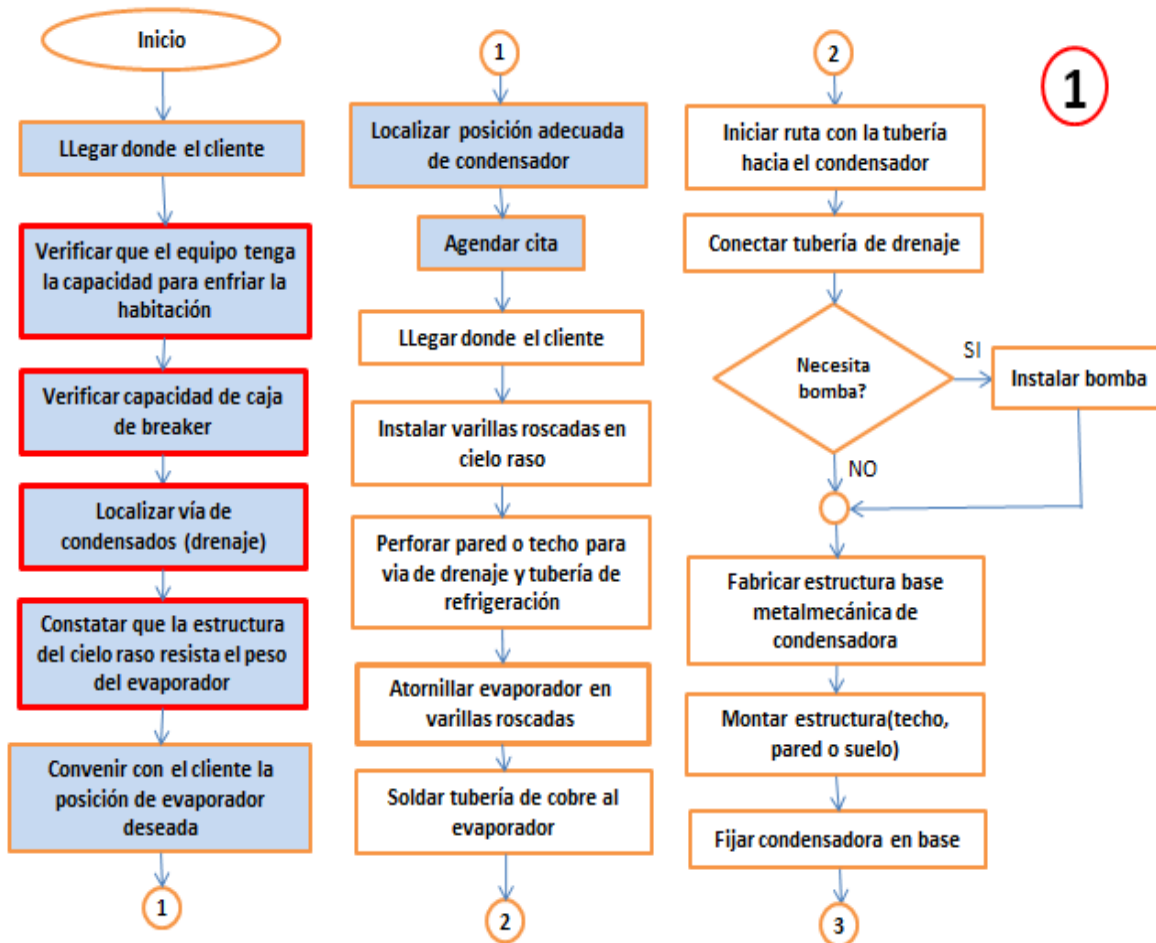 Inicio
LLegar donde el cliente
Verificar que el equipo tenga
la capacidad para enfriar la
habitación
Verificar capacidad de caja
de breaker
Localizar vía de
condensados (drenaje)
Constatar que la estructura
del cielo raso resista el peso
del evaporador
Convenir con el cliente la
posición de evaporador
deseada
1
1
Localizar posición adecuada
de condensador
Agendar cita
LLegar donde el cliente
Instalar varillas roscadas en
cielo raso
Perforar pared o techo para
via de drenaje y tubería de
refrigeración
Atornillar evaporador en
varillas roscadas
Soldar tubería de cobre al
evaporador
2
2
Iniciar ruta con la tubería
hacia el condensador
Conectar tubería de drenaje
Necesita
bomba?
SI
Instalar bomba
NO
Fabricar estructura base
metalmecánica de
condensadora
Montar estructura(techo,
pared o suelo)
Fijar condensadora en base
3
1